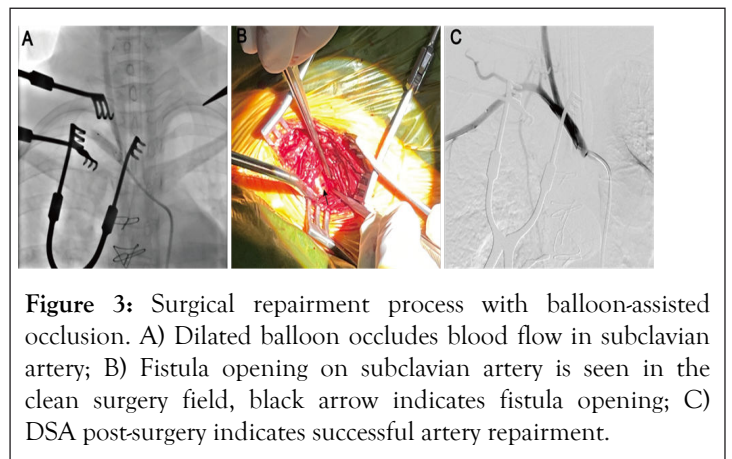 A
B
C
Figure 3: Surgical repairment process with balloon-assisted
occlusion. A) Dilated balloon occludes blood flow in subclavian
artery; B) Fistula opening on subclavian artery is seen in the
clean surgery field, black arrow indicates fistula opening; C)
DSA post-surgery indicates successful artery repairment.